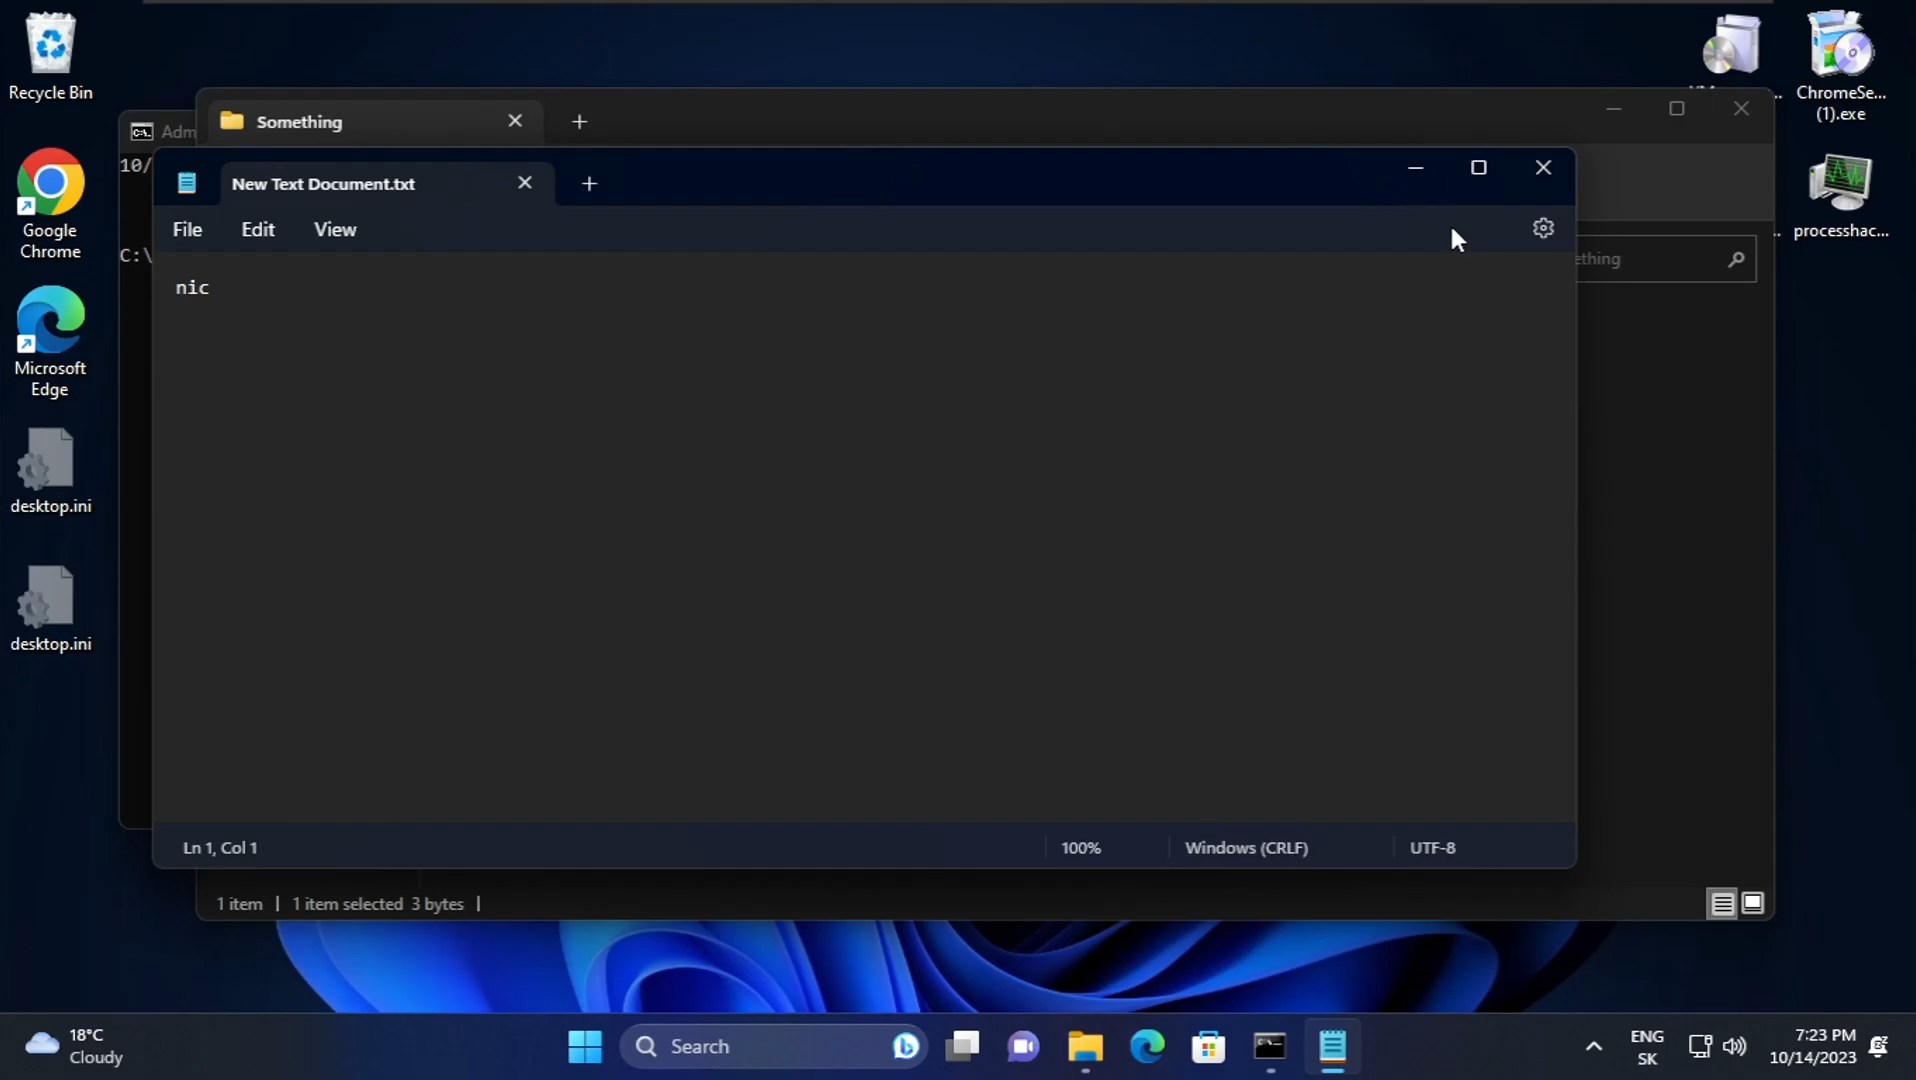 Recycle Bin
Google
Chrome
Microsoft
Edge
desktop.ini
desktop.ini
ChromeSe...
(1).exe
processhac...
Adm
10/
C:\
Something
New Text Document.txt
File Edit View
nic
Ln 1, Col 1 100% Windows (CRLF) UTF-8
1 item 1 item selected 3 bytes
18°C
Cloudy
Search
ENG
SK
7:23 PM
10/14/2023